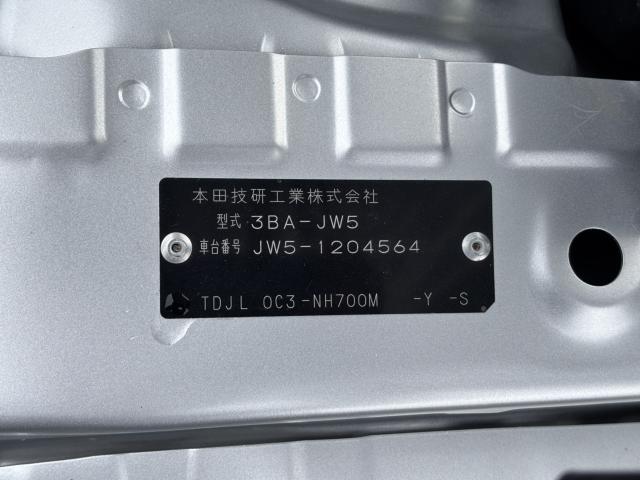 本田技研工業株式会社
型式 3BA-JW5
車台番号 JW5-1204564
TDJL OC3-NH700M -Y -S